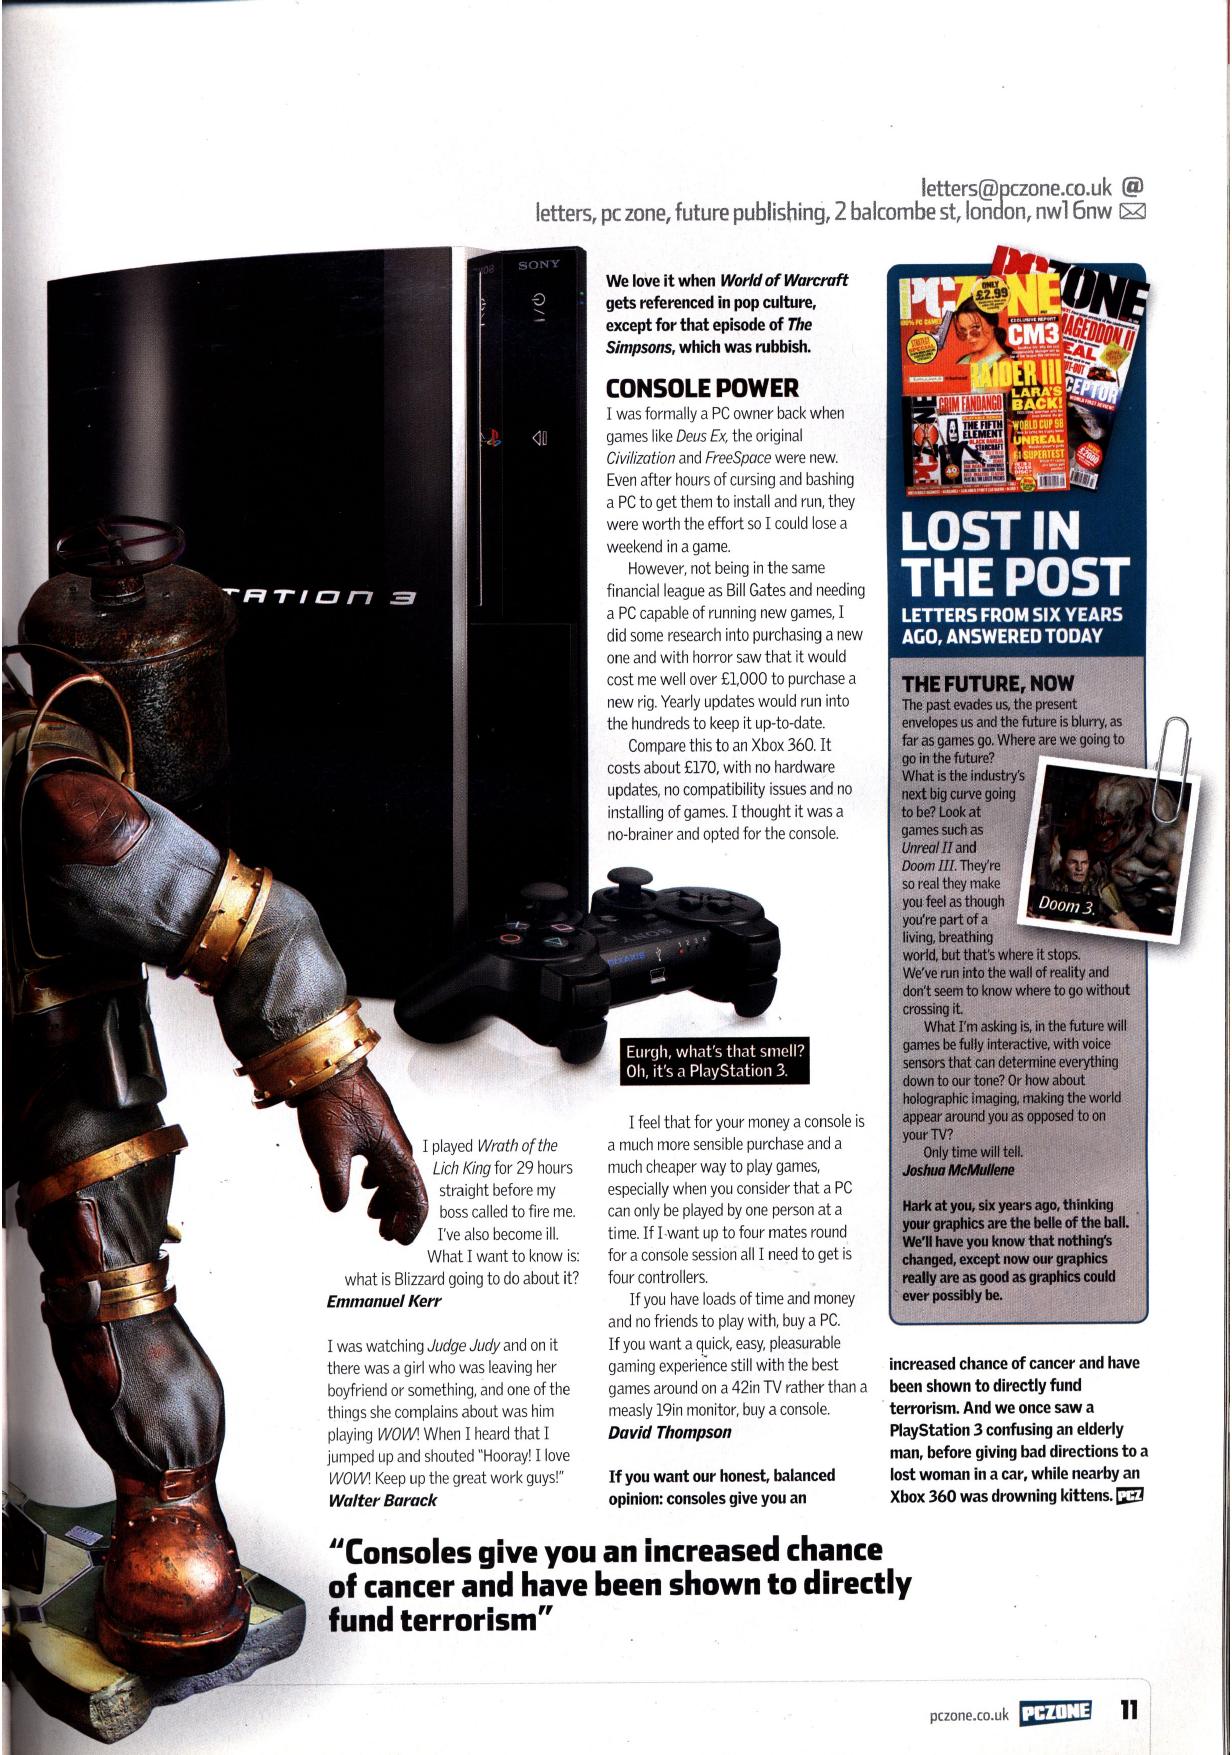 letters@pczone.co.uk @
letters, pc zone, future publishing, 2 balcombe st, london, nw1 6nw
SONY
TATION 3
I played Wrath of the
Lich King for 29 hours
straight before my
boss called to fire me.
I've also become ill.
What I want to know is:
what is Blizzard going to do about it?
Emmanuel Kerr
I was watching Judge Judy and on it
there was a girl who was leaving her
boyfriend or something, and one of the
things she complains about was him
playing WOW! When I heard that I
jumped up and shouted "Hooray! I love
WOW! Keep up the great work guys!"
Walter Barack
We love it when World of Warcraft
gets referenced in pop culture,
except for that episode of The
Simpsons, which was rubbish.
CONSOLE POWER
I was formally a PC owner back when
games like Deus Ex, the original
Civilization and FreeSpace were new.
Even after hours of cursing and bashing
a PC to get them to install and run, they
were worth the effort so I could lose a
weekend in a game.
However, not being in the same
financial league as Bill Gates and needing
a PC capable of running new games, I
did some research into purchasing a new
one and with horror saw that it would
cost me well over £1,000 to purchase a
new rig. Yearly updates would run into
the hundreds to keep it up-to-date.
Compare this to an Xbox 360. It
costs about £170, with no hardware
updates, no compatibility issues and no
installing of games. I thought it was a
no-brainer and opted for the console.
SONY
SIXAXIS
Eurgh, what's that smell?
Oh, it's a PlayStation 3.
I feel that for your money a console is
a much more sensible purchase and a
much cheaper way to play games,
especially when you consider that a PC
can only be played by one person at a
time. If I want up to four mates round
for a console session all I need to get is
four controllers.
If you have loads of time and money
and no friends to play with, buy a PC.
If you want a quick, easy, pleasurable
gaming experience still with the best
games around on a 42in TV rather than a
measly 19in monitor, buy a console.
David Thompson
If you want our honest, balanced
opinion: consoles give you an
increased chance of cancer and have
been shown to directly fund
terrorism. And we once saw a
PlayStation 3 confusing an elderly
man, before giving bad directions to a
lost woman in a car, while nearby an
Xbox 360 was drowning kittens. PCZ
"Consoles give you an increased chance
of cancer and have been shown to directly
fund terrorism"
PCZONE
ONLY
£2.99
EXCLUSIVE REPORT
CM3
RAIDER III
LARA'S
BACK!
GRIM FANDANGO
THE FIFTH
ELEMENT
STARCRAFT
WORLD CUP 98
UNREAL
F1 SUPERTEST
PCZONE
AGEDDON II
LOST IN
THE POST
LETTERS FROM SIX YEARS
AGO, ANSWERED TODAY
THE FUTURE, NOW
The past evades us, the present
envelopes us and the future is blurry, as
far as games go. Where are we going to
go in the future?
What is the industry's
next big curve going
to be? Look at
games such as
Unreal II and
Doom III. They're
so real they make
you feel as though
you're part of a
living, breathing
world, but that's where it stops.
We've run into the wall of reality and
don't seem to know where to go without
crossing it.
What I'm asking is, in the future will
games be fully interactive, with voice
sensors that can determine everything
down to our tone? Or how about
holographic imaging, making the world
appear around you as opposed to on
your TV?
Only time will tell.
Joshua McMullene
Doom 3.
Hark at you, six years ago, thinking
your graphics are the belle of the ball.
We'll have you know that nothing's
changed, except now our graphics
really are as good as graphics could
ever possibly be.
pczone.co.uk PCZONE 11